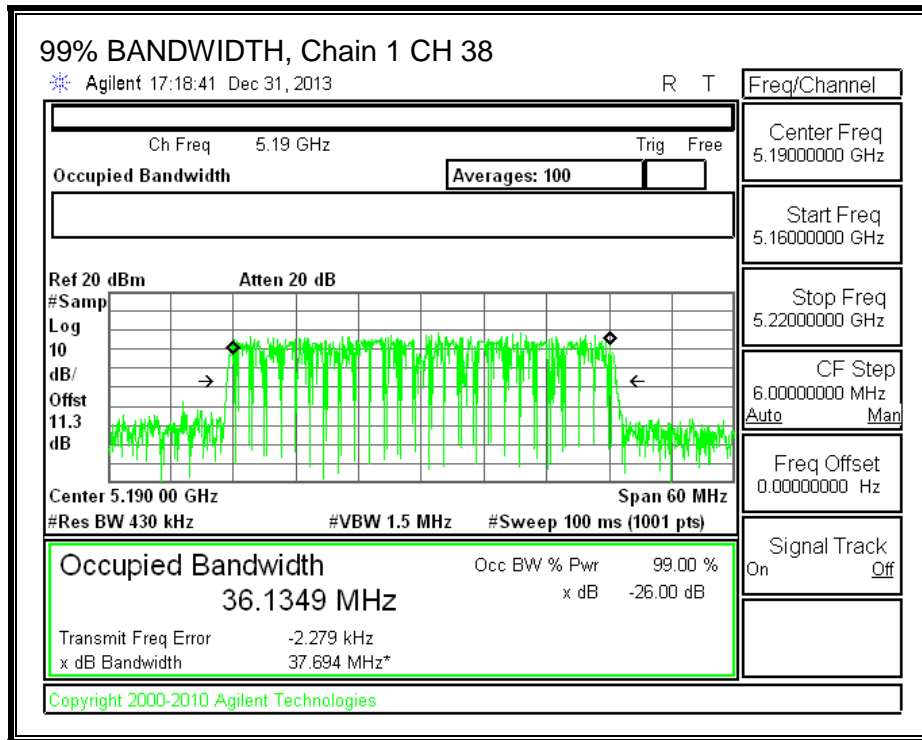 99% BANDWIDTH, Chain 1 CH 38
Agilent 17:18:41 Dec 31, 2013 R T
Freq/Channel
Ch Freq 5.19 GHz Trig Free
Occupied Bandwidth Averages: 100
Center Freq
5.19000000 GHz
Start Freq
5.16000000 GHz
Stop Freq
5.22000000 GHz
CF Step
6.00000000 MHz
Auto Man
Freq Offset
0.00000000 Hz
Signal Track
On Off
Ref 20 dBm Atten 20 dB
#Samp
Log
10
dB/
Offst
11.3
dB
Center 5.190 00 GHz Span 60 MHz
#Res BW 430 kHz #VBW 1.5 MHz #Sweep 100 ms (1001 pts)
Occupied Bandwidth Occ BW % Pwr 99.00 %
36.1349 MHz x dB -26.00 dB
Transmit Freq Error -2.279 kHz
x dB Bandwidth 37.694 MHz*
Copyright 2000-2010 Agilent Technologies